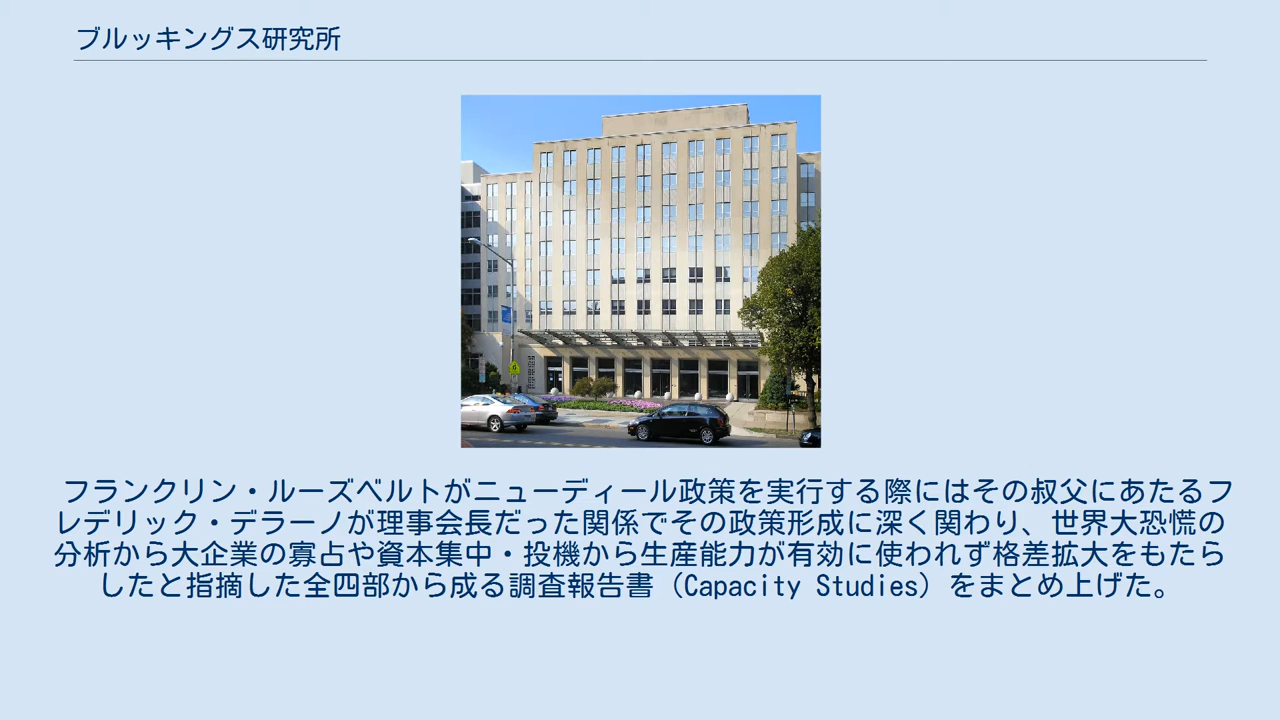 ブルッキングス研究所
フランクリン・ルーズベルトがニューディール政策を実行する際にはその叔父にあたるフ
レデリック・デラーノが理事会長だった関係でその政策形成に深く関わり、世界大恐慌の
分析から大企業の寡占や資本集中・投機から生産能力が有効に使われず格差拡大をもたら
したと指摘した全四部から成る調査報告書（Capacity Studies）をまとめ上げた。